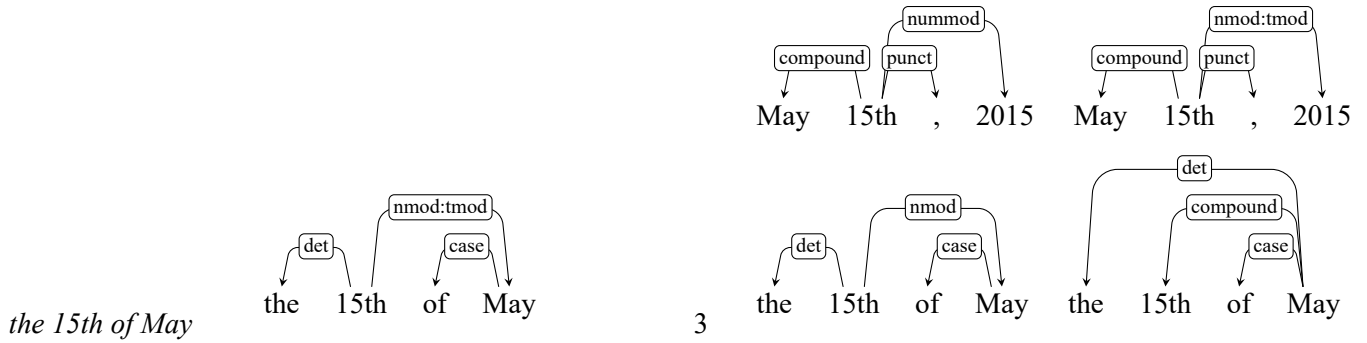 nummod nmod:tmod
compound punct compound punct
May 15th , 2015 May 15th , 2015
det
nmod:tmod nmod compound
det case det case case
the 15th of May the 15th of May the 15th of May
the 15th of May 3